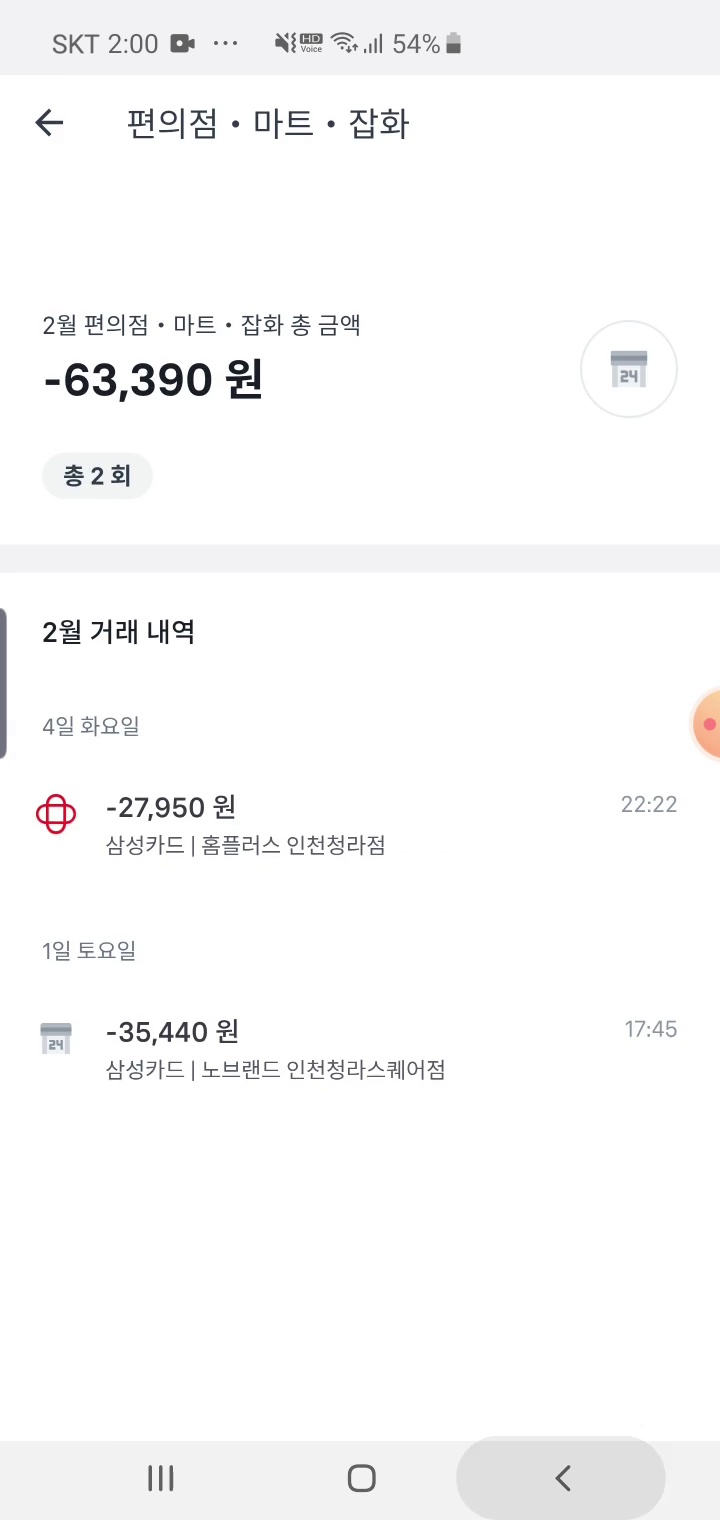 SKT 2:00 HD Voice 54%
편의점 • 마트 • 잡화
2월 편의점 • 마트 • 잡화 총 금액
-63,390 원
24
총 2 회
2월 거래 내역
4일 화요일
-27,950 원 22:22
삼성카드 | 홈플러스 인천청라점
1일 토요일
24 -35,440 원 17:45
삼성카드 | 노브랜드 인천청라스퀘어점